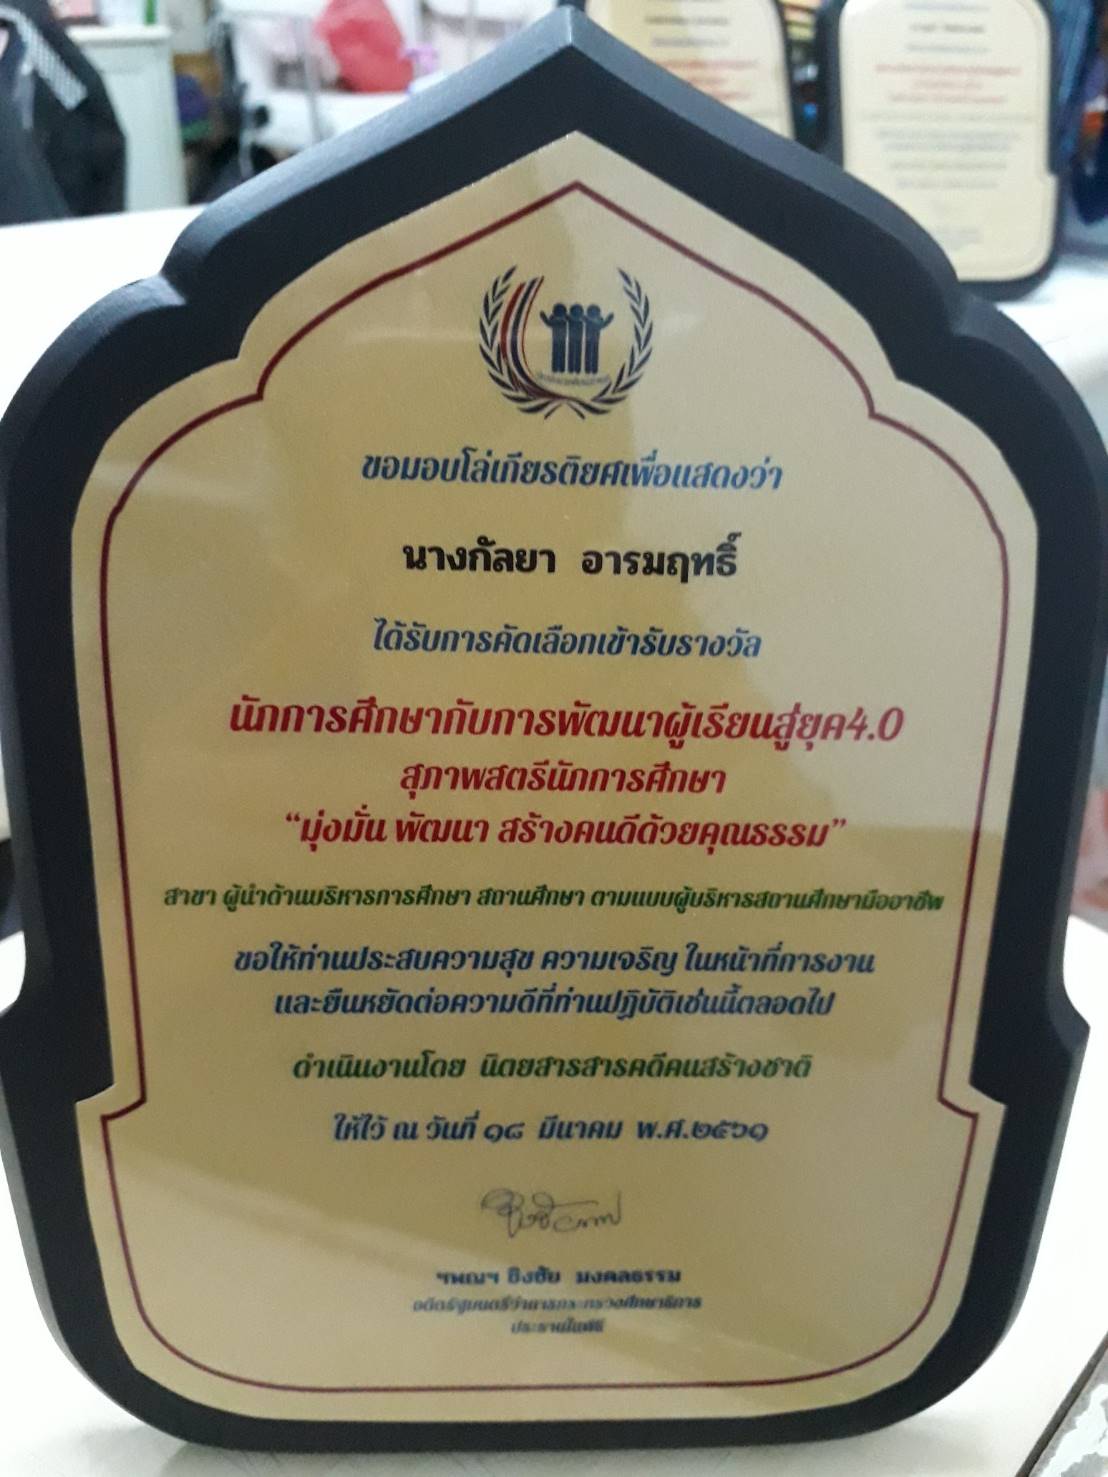 ขอมอบโล่เกียรติยศเพื่อแสดงว่า
นางกัลยา อารมฤทธิ์
ได้รับการคัดเลือกเข้ารับรางวัล
นักการศึกษากับการพัฒนาผู้เรียนสู่ยุค4.0
สุภาพสตรีนักการศึกษา
“มุ่งมั่น พัฒนา สร้างคนดีด้วยคุณธรรม”
สาขา ผู้นำด้านบริหารการศึกษา สถานศึกษา ตามแบบผู้บริหารสถานศึกษามืออาชีพ
ขอให้ท่านประสบความสุข ความเจริญ ในหน้าที่การงาน
และยืนหยัดต่อความดีที่ท่านปฏิบัติเช่นนี้ตลอดไป
ดำเนินงานโดย นิตยสารสารคดีคนสร้างชาติ
ให้ไว้ ณ วันที่ ๑๘ มีนาคม พ.ศ.๒๕๖๑
ฯพณฯ ชิงชัย มงคลธรรม
อดีตรัฐมนตรีว่าการกระทรวงศึกษาธิการ
ประธานในพิธี